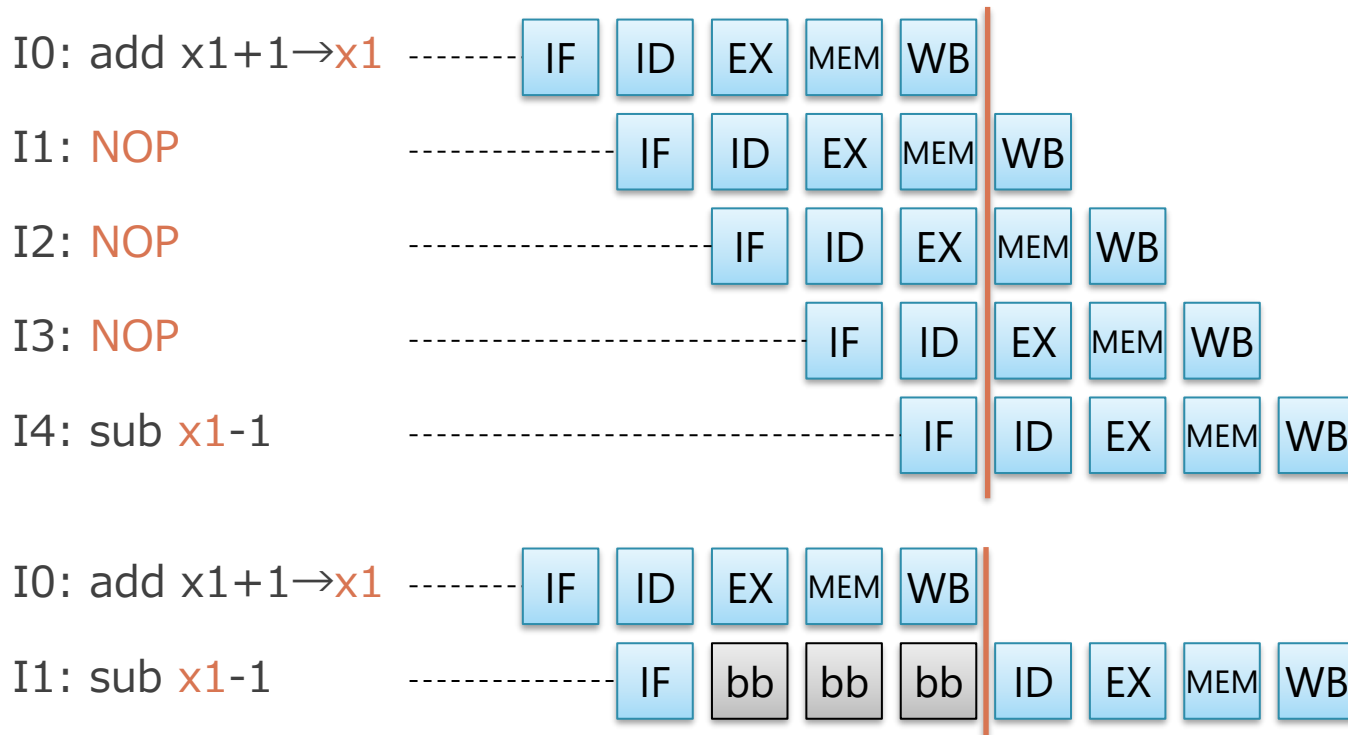 I0: add x1+1→x1 IF ID EX MEM WB
I1: NOP IF ID EX MEM WB
I2: NOP IF ID EX MEM WB
I3: NOP IF ID EX MEM WB
I4: sub x1-1 IF ID EX MEM WB
I0: add x1+1→x1 IF ID EX MEM WB
I1: sub x1-1 IF bb bb bb ID EX MEM WB